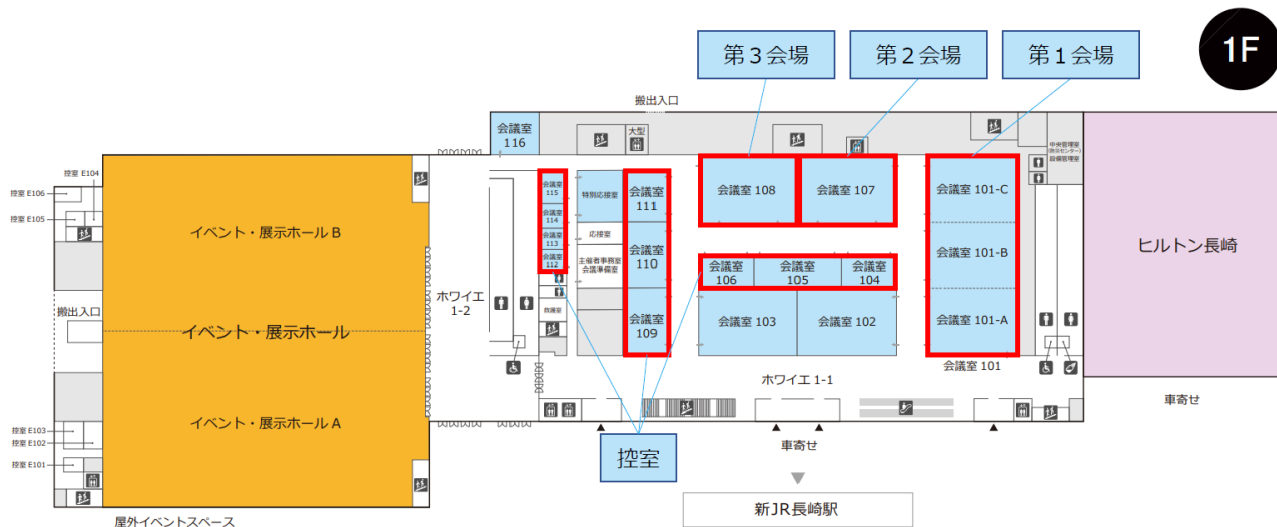 1F
第3会場
第2会場
第1会場
搬出入口
会議室
116
大型
中央管理室
(防災センター)
設備管理室
控室 E104
控室 E106
控室 E105
イベント・展示ホール B
会議室
115
会議室
114
会議室
113
会議室
112
特別応接室
応接室
主催者事務室
会議準備室
救護室
会議室
111
会議室
110
会議室
109
会議室 108
会議室 107
会議室
106
会議室
105
会議室
104
会議室 103
会議室 102
会議室 101-C
会議室 101-B
会議室 101-A
会議室 101
ヒルトン長崎
ホワイエ
1-2
搬出入口
イベント・展示ホール
ホワイエ 1-1
車寄せ
イベント・展示ホール A
控室 E103
控室 E102
控室 E101
控室
車寄せ
新JR長崎駅
屋外イベントスペース